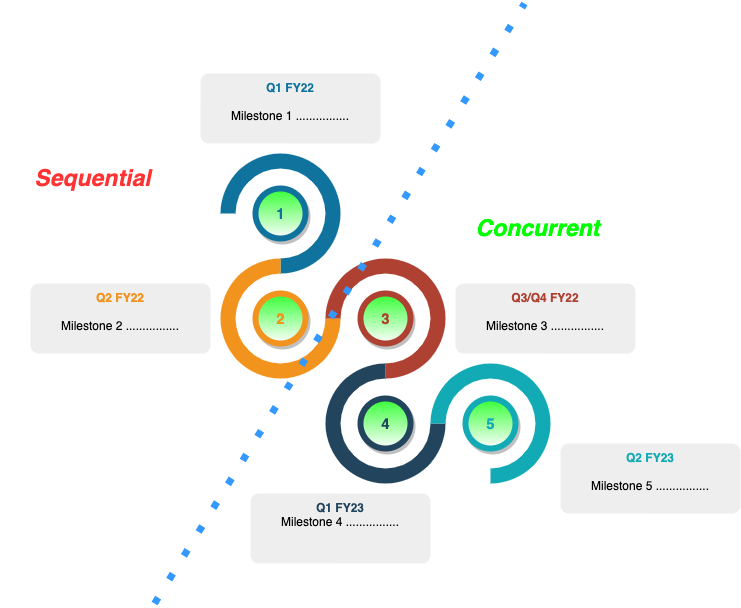 Q1 FY22
Milestone 1 ................
Sequential
1
Concurrent
Q2 FY22
Milestone 2 ................
2
3
Q3/Q4 FY22
Milestone 3 ................
4
5
Q2 FY23
Milestone 5 ................
Q1 FY23
Milestone 4 ................